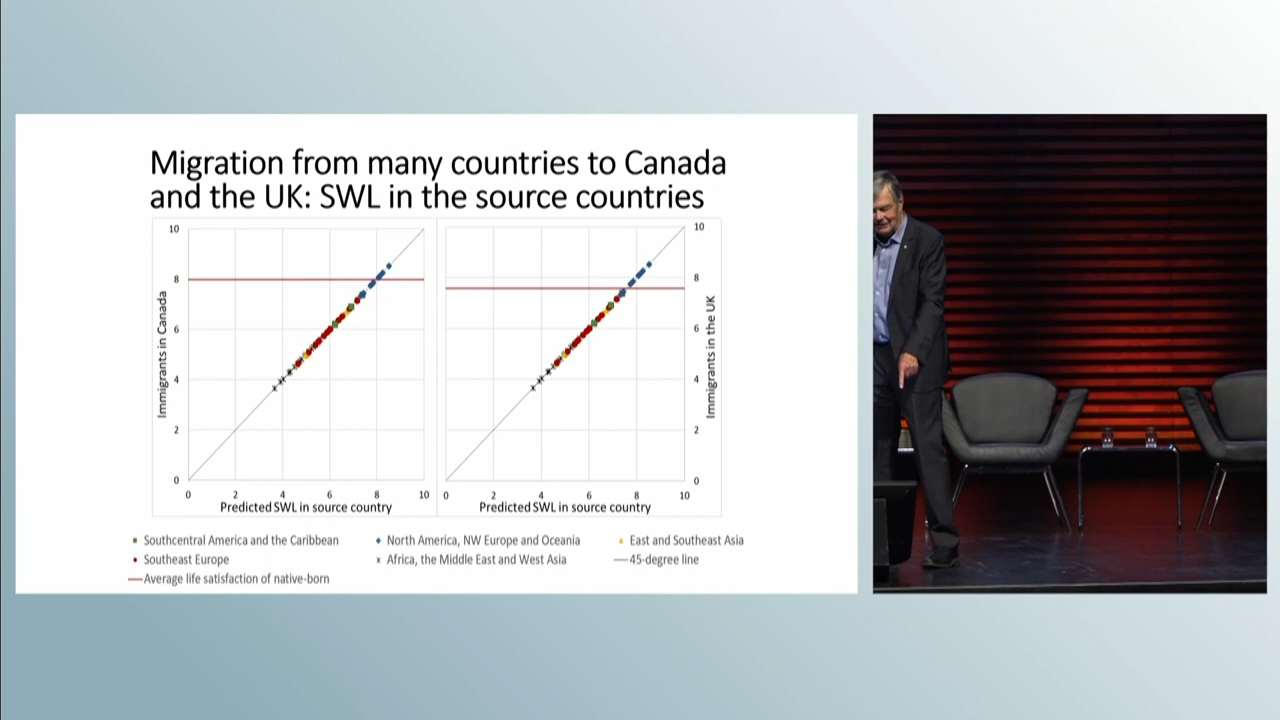 Migration from many countries to Canada
and the UK: SWL in the source countries
10
8
6
4
2
0
Immigrants in Canada
0 2 4 6 8 10
Predicted SWL in source country
10
8
6
4
2
0
Immigrants in the UK
0 2 4 6 8 10
Predicted SWL in source country
Southcentral America and the Caribbean
North America, NW Europe and Oceania
East and Southeast Asia
Southeast Europe
Africa, the Middle East and West Asia
45-degree line
Average life satisfaction of native-born